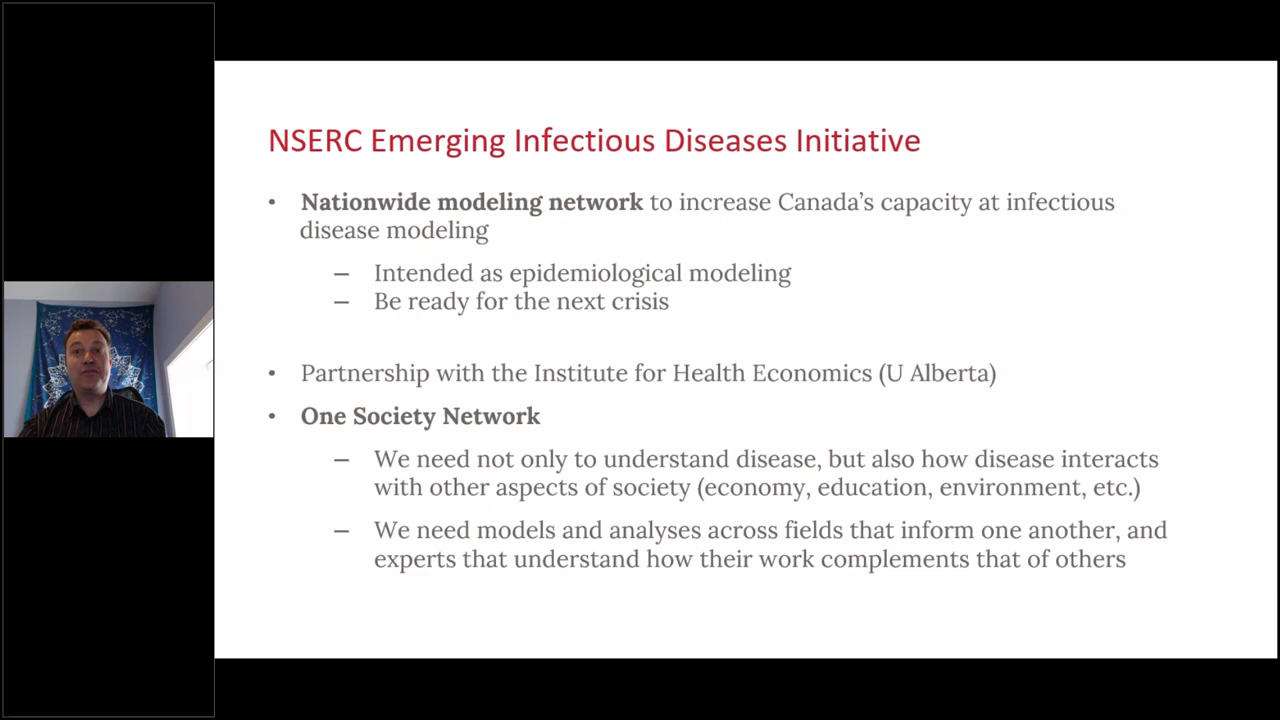 NSERC Emerging Infectious Diseases Initiative
• Nationwide modeling network to increase Canada's capacity at infectious
disease modeling
– Intended as epidemiological modeling
– Be ready for the next crisis
• Partnership with the Institute for Health Economics (U Alberta)
• One Society Network
– We need not only to understand disease, but also how disease interacts
with other aspects of society (economy, education, environment, etc.)
– We need models and analyses across fields that inform one another, and
experts that understand how their work complements that of others